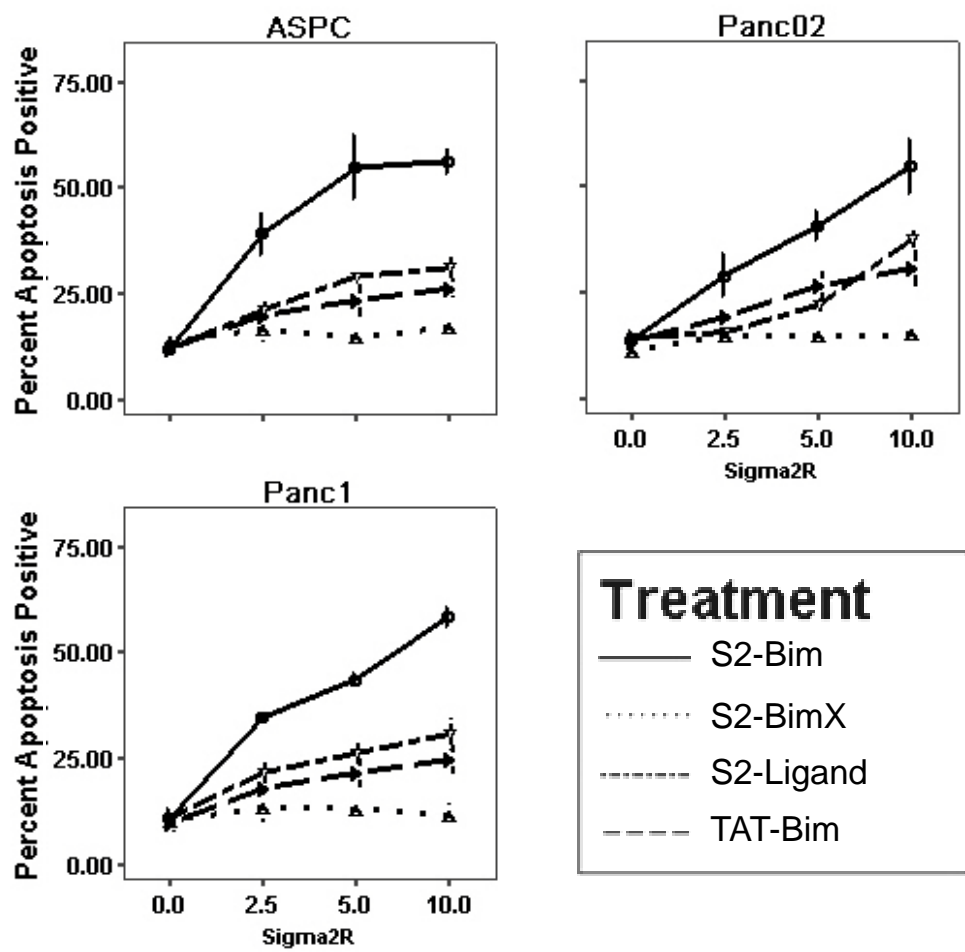 ASPC
Percent Apoptosis Positive
75.00
50.00
25.00
0.00
Panc02
0.0 2.5 5.0 10.0
Sigma2R
Panc1
Percent Apoptosis Positive
75.00
50.00
25.00
0.00
0.0 2.5 5.0 10.0
Sigma2R
Treatment
S2-Bim
S2-BimX
S2-Ligand
TAT-Bim